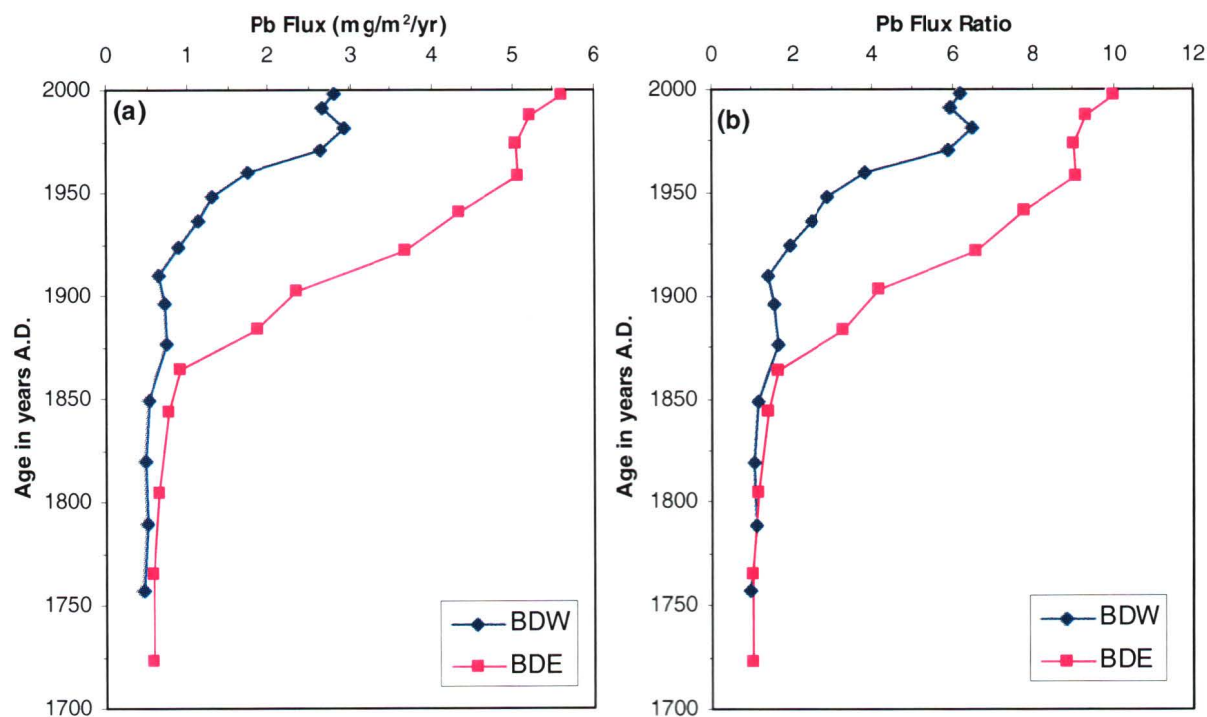 Pb Flux (mg/m²/yr)
0 1 2 3 4 5 6
(a)
Age in years A.D.
2000
1950
1900
1850
1800
1750
1700
BDW
BDE
Pb Flux Ratio
0 2 4 6 8 10 12
(b)
Age in years A.D.
2000
1950
1900
1850
1800
1750
1700
BDW
BDE